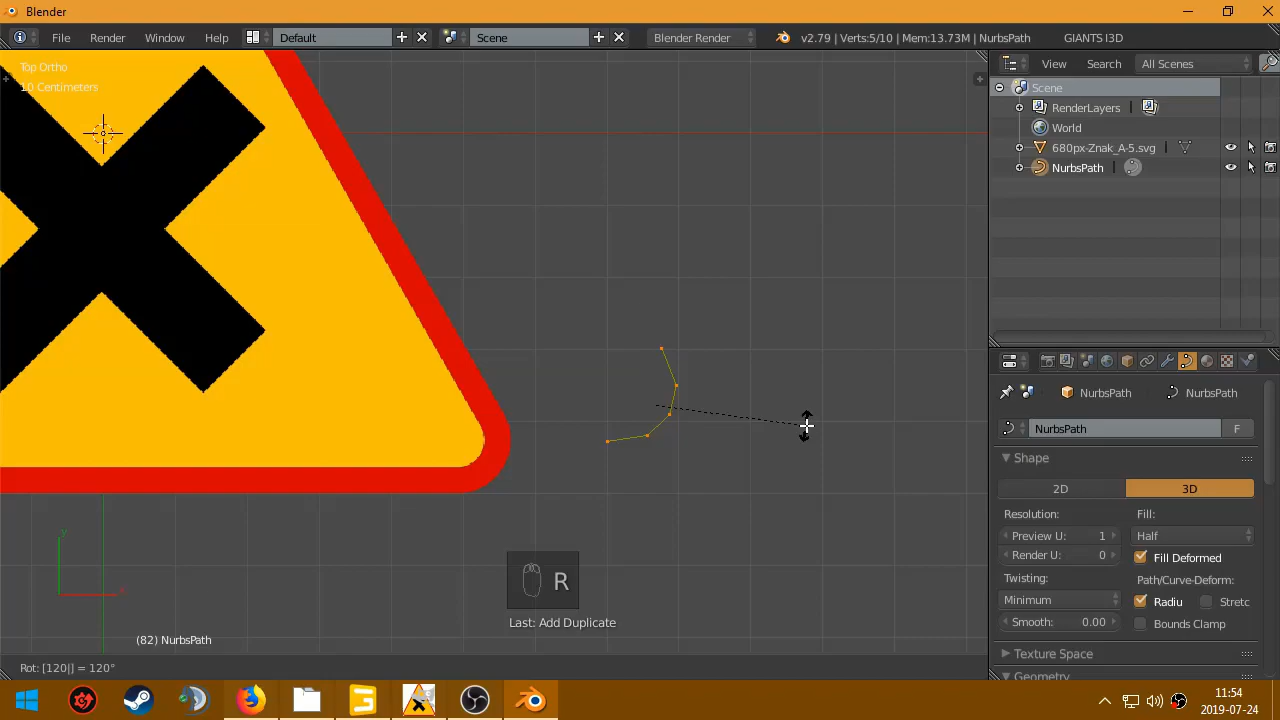 Blender
File Render Window Help Default Scene Blender Render v2.79 | Verts:5/10 | Mem:13.73M | NurbsPath GIANTS I3D
Top Ortho
10 Centimeters
View Search All Scenes
Scene
RenderLayers |
World
680px-Znak_A-5.svg |
NurbsPath |
NurbsPath NurbsPath
NurbsPath F
Shape
2D 3D
Resolution: Fill:
Preview U: 1 Half
Render U: 0 Fill Deformed
Twisting: Path/Curve-Deform:
Minimum Radiu Stretc
Smooth: 0.00 Bounds Clamp
Texture Space
Geometry
y
x
R
Last: Add Duplicate
(82) NurbsPath
Rot: [120|] = 120°
11:54
2019-07-24